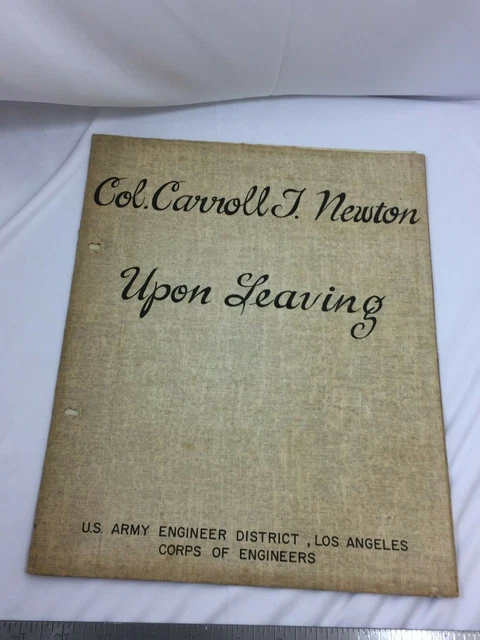 Col. Carroll T. Newton
Upon Leaving
U.S. ARMY ENGINEER DISTRICT, LOS ANGELES
CORPS OF ENGINEERS